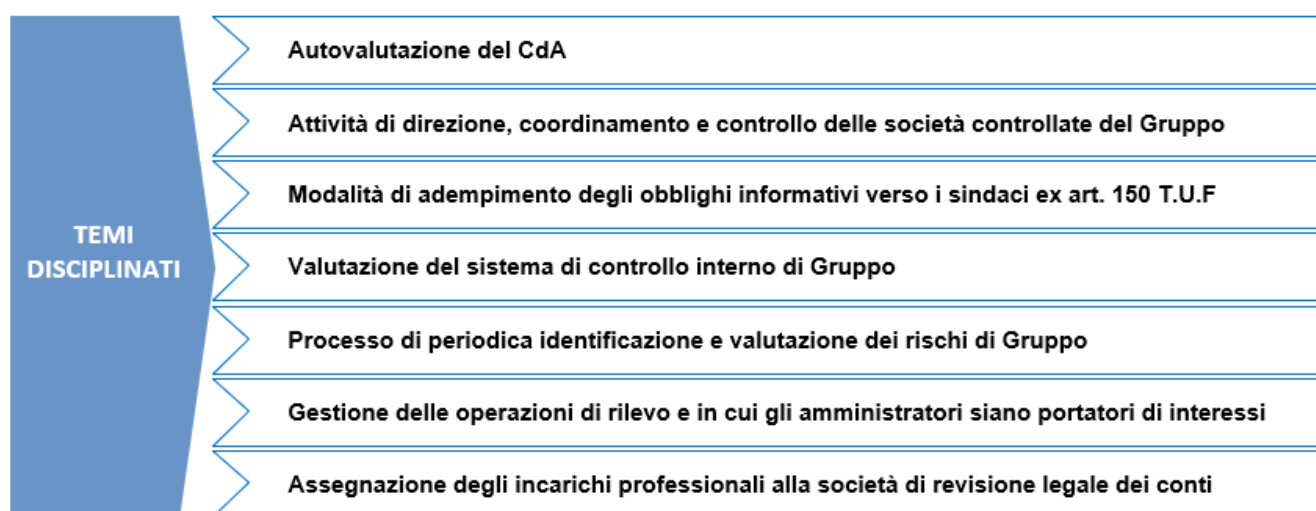 TEMI
DISCIPLINATI
Autovalutazione del CdA
Attività di direzione, coordinamento e controllo delle società controllate del Gruppo
Modalità di adempimento degli obblighi informativi verso i sindaci ex art. 150 T.U.F
Valutazione del sistema di controllo interno di Gruppo
Processo di periodica identificazione e valutazione dei rischi di Gruppo
Gestione delle operazioni di rilievo e in cui gli amministratori siano portatori di interessi
Assegnazione degli incarichi professionali alla società di revisione legale dei conti